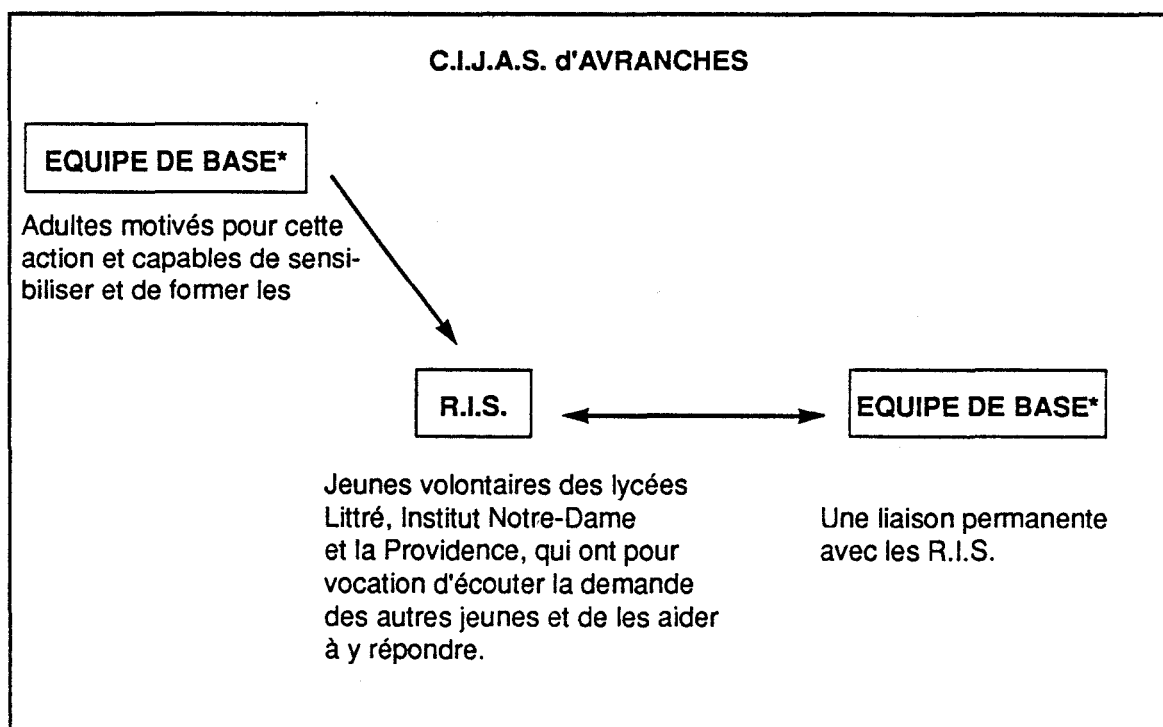 C.I.J.A.S. d'AVRANCHES
EQUIPE DE BASE*
Adultes motivés pour cette
action et capables de sensi-
biliser et de former les
R.I.S.
EQUIPE DE BASE*
Jeunes volontaires des lycées
Littré, Institut Notre-Dame
et la Providence, qui ont pour
vocation d'écouter la demande
des autres jeunes et de les aider
à y répondre.
Une liaison permanente
avec les R.I.S.